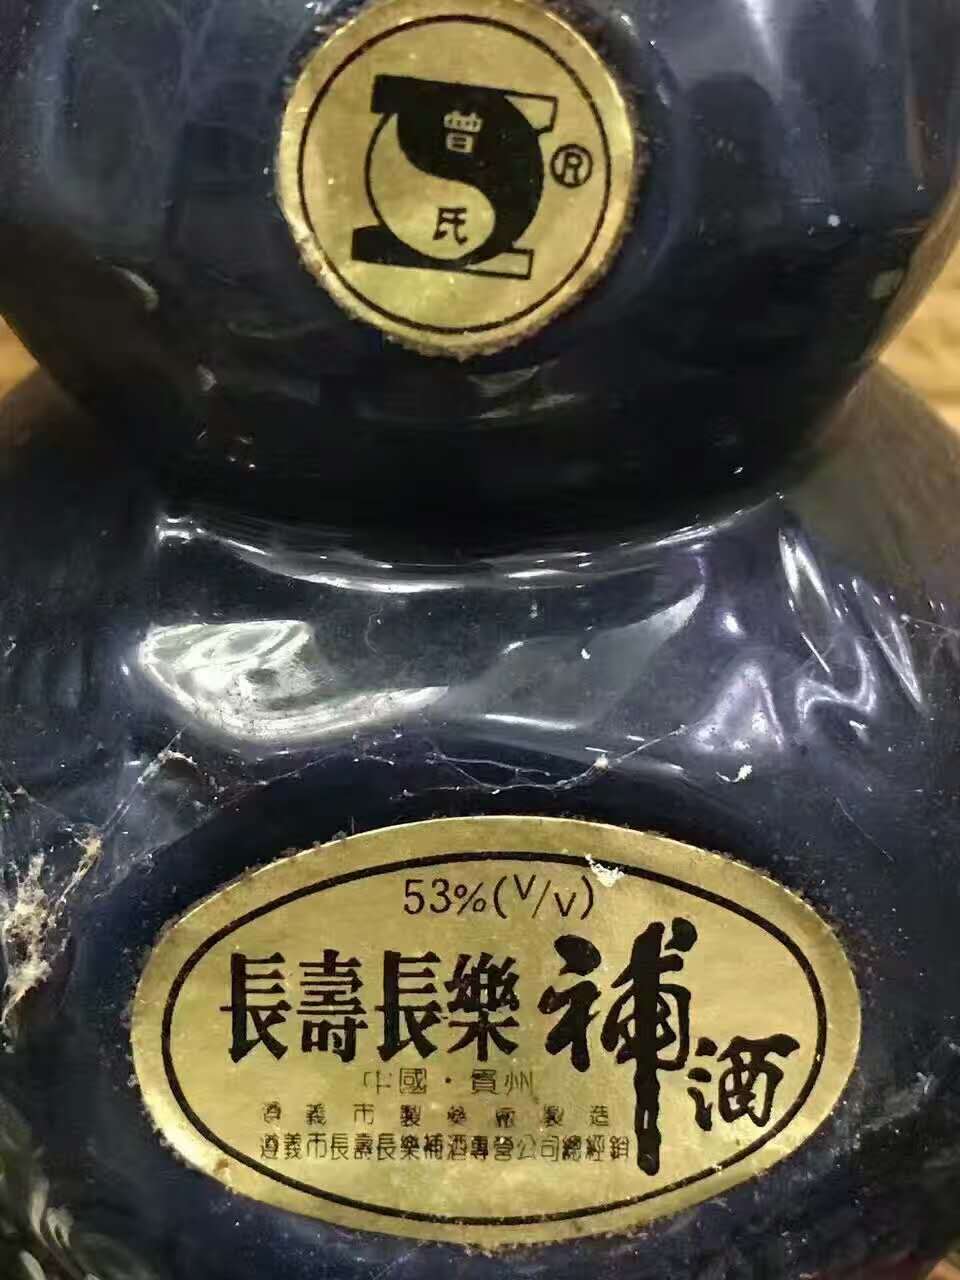 曾
氏
®
53%(V/V)
長壽長樂補酒
中國·貴州
遵義市製藥廠製造
遵義市長壽長樂補酒專營公司總經銷